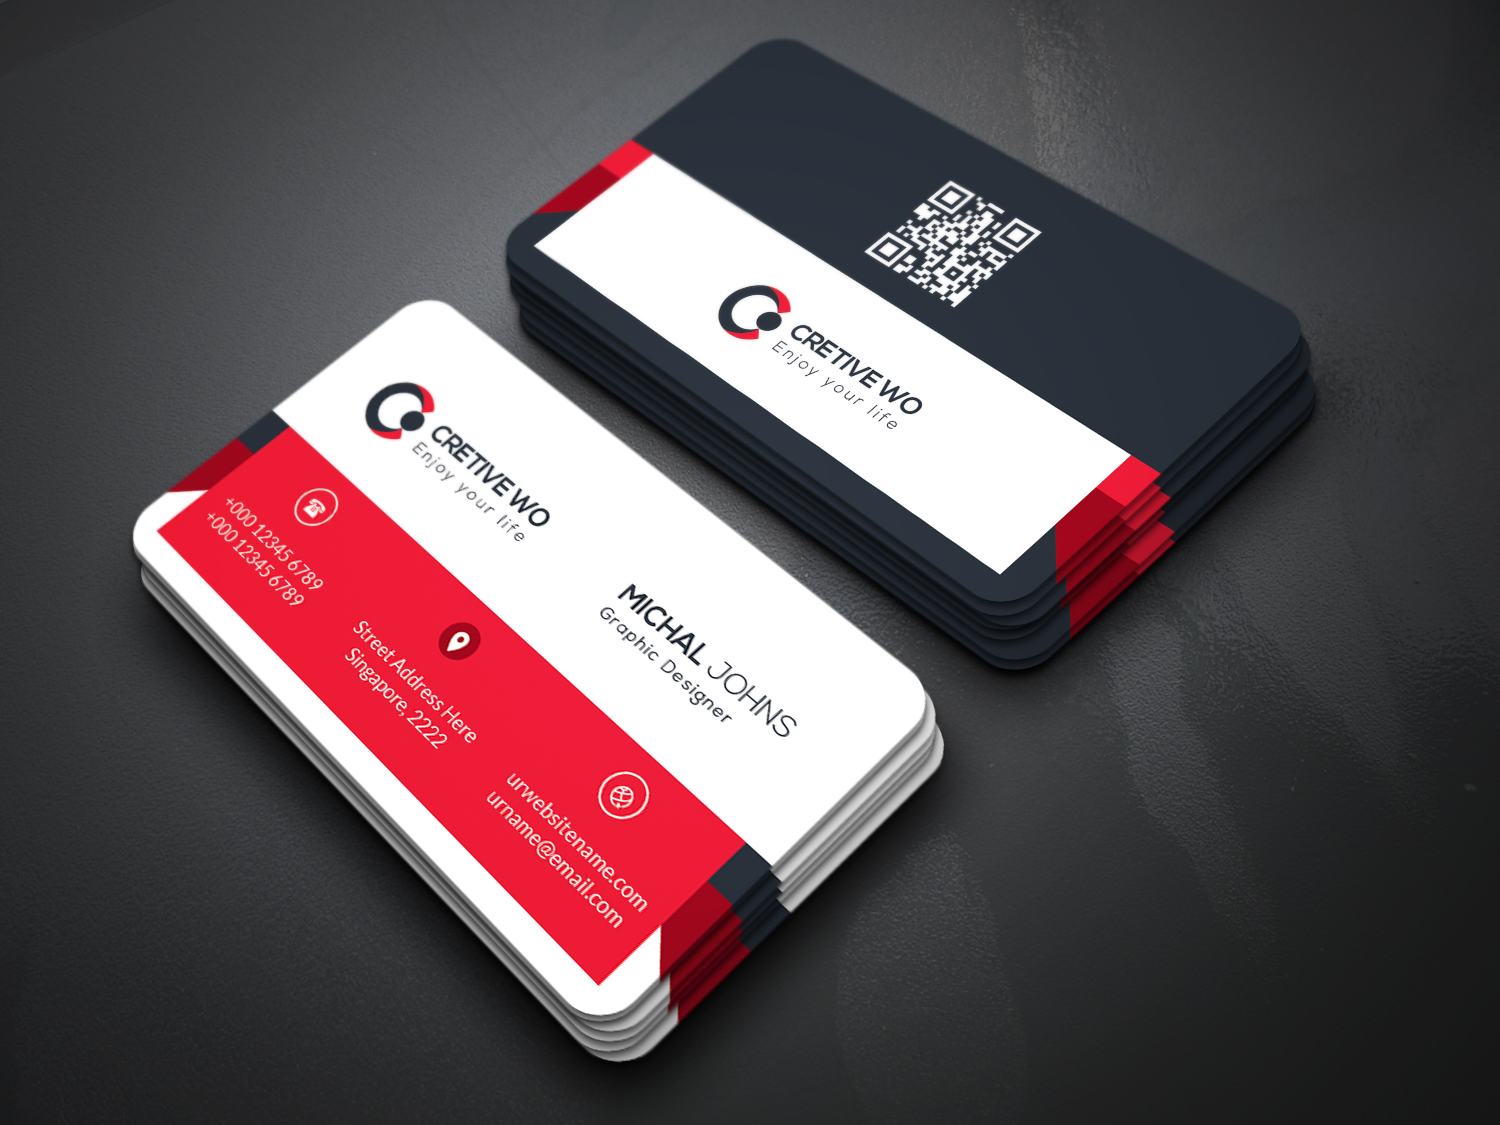 CRETIVE WO
Enjoy your life
CRETIVE WO
Enjoy your life
MICHAL JOHNS
Graphic Designer
+000 12345 6789
+000 12345 6789
Street Address Here
Singapore, 2222
urwebsitename.com
urname@email.com